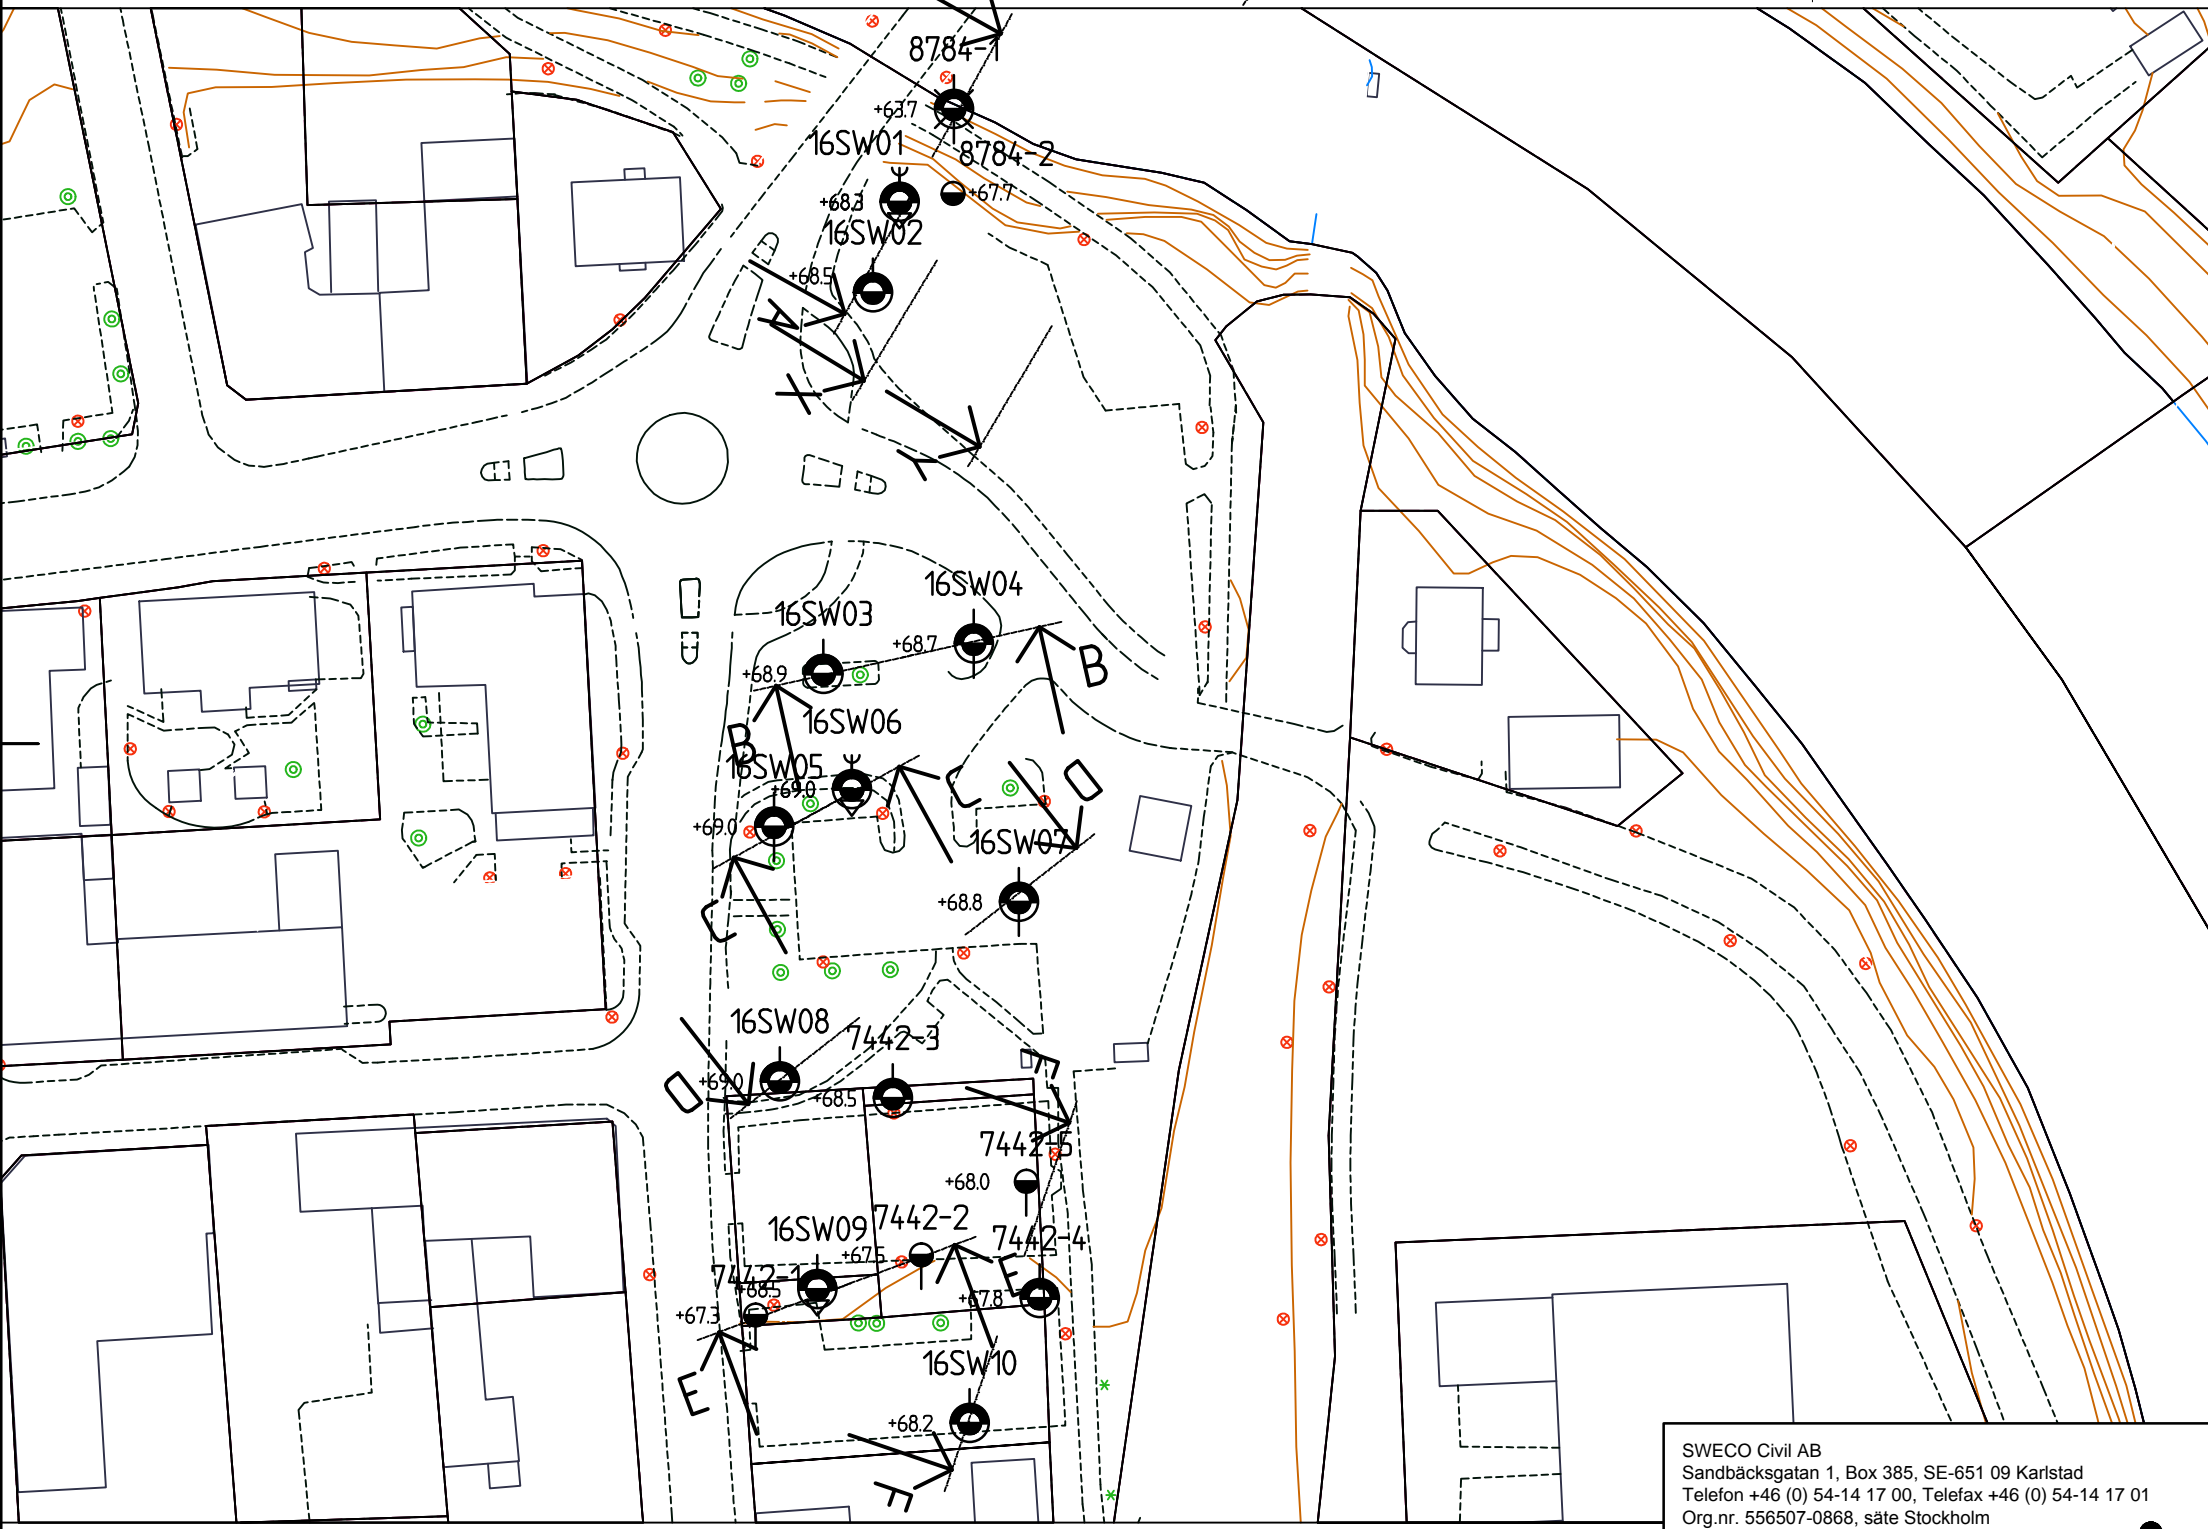 8784-1
+63.7
16SW01
8784-2
+68.3
+67.7
16SW02
+68.5
A
X
Y
16SW04
16SW03
+68.7
+68.9
B
B
16SW06
16SW05
+69.0
+69.0
C
D
16SW07
+68.8
C
16SW08
7442-3
F
+69.0
D
+68.5
7442-5
+68.0
16SW09
7442-2
7442-4
+67.5
7442-1
+68.5
E
+67.8
+67.3
16SW10
E
+68.2
F
SWECO Civil AB
Sandbäcksgatan 1, Box 385, SE-651 09 Karlstad
Telefon +46 (0) 54-14 17 00, Telefax +46 (0) 54-14 17 01
Org.nr. 556507-0868, säte Stockholm